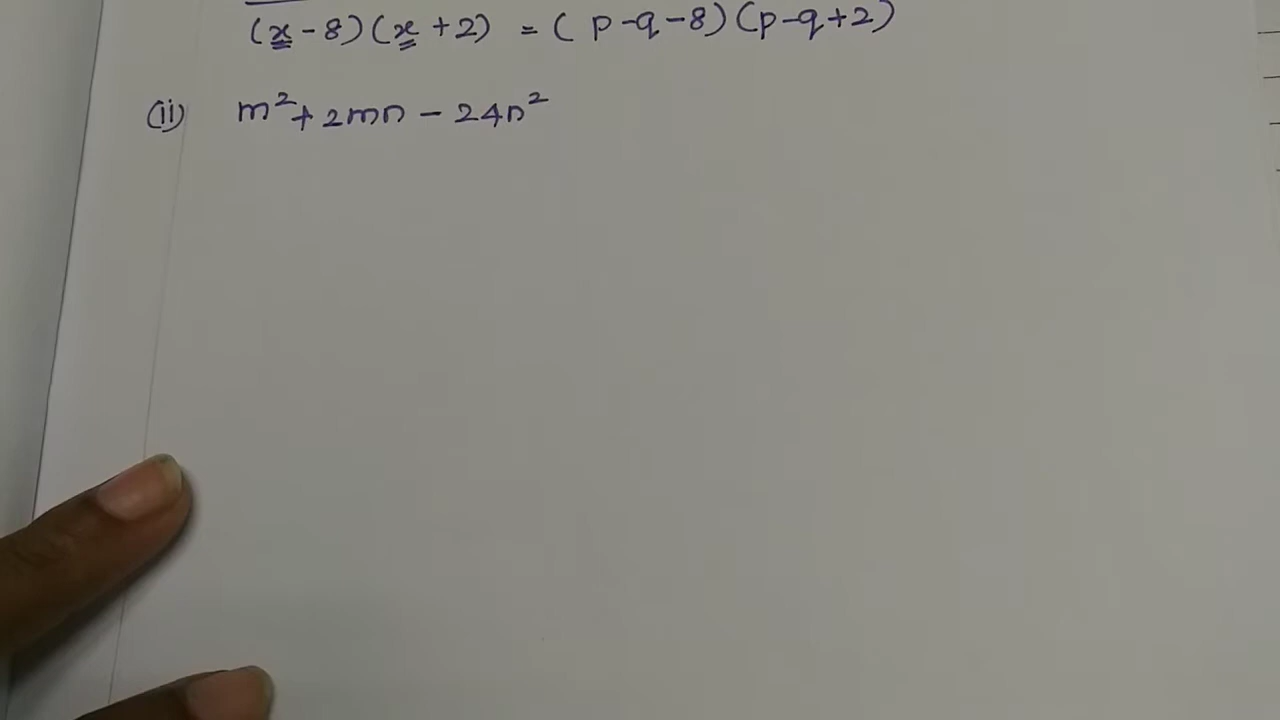 (x - 8) (x + 2) = (p - q - 8) (p - q + 2)
(ii) m² + 2mn - 24n²